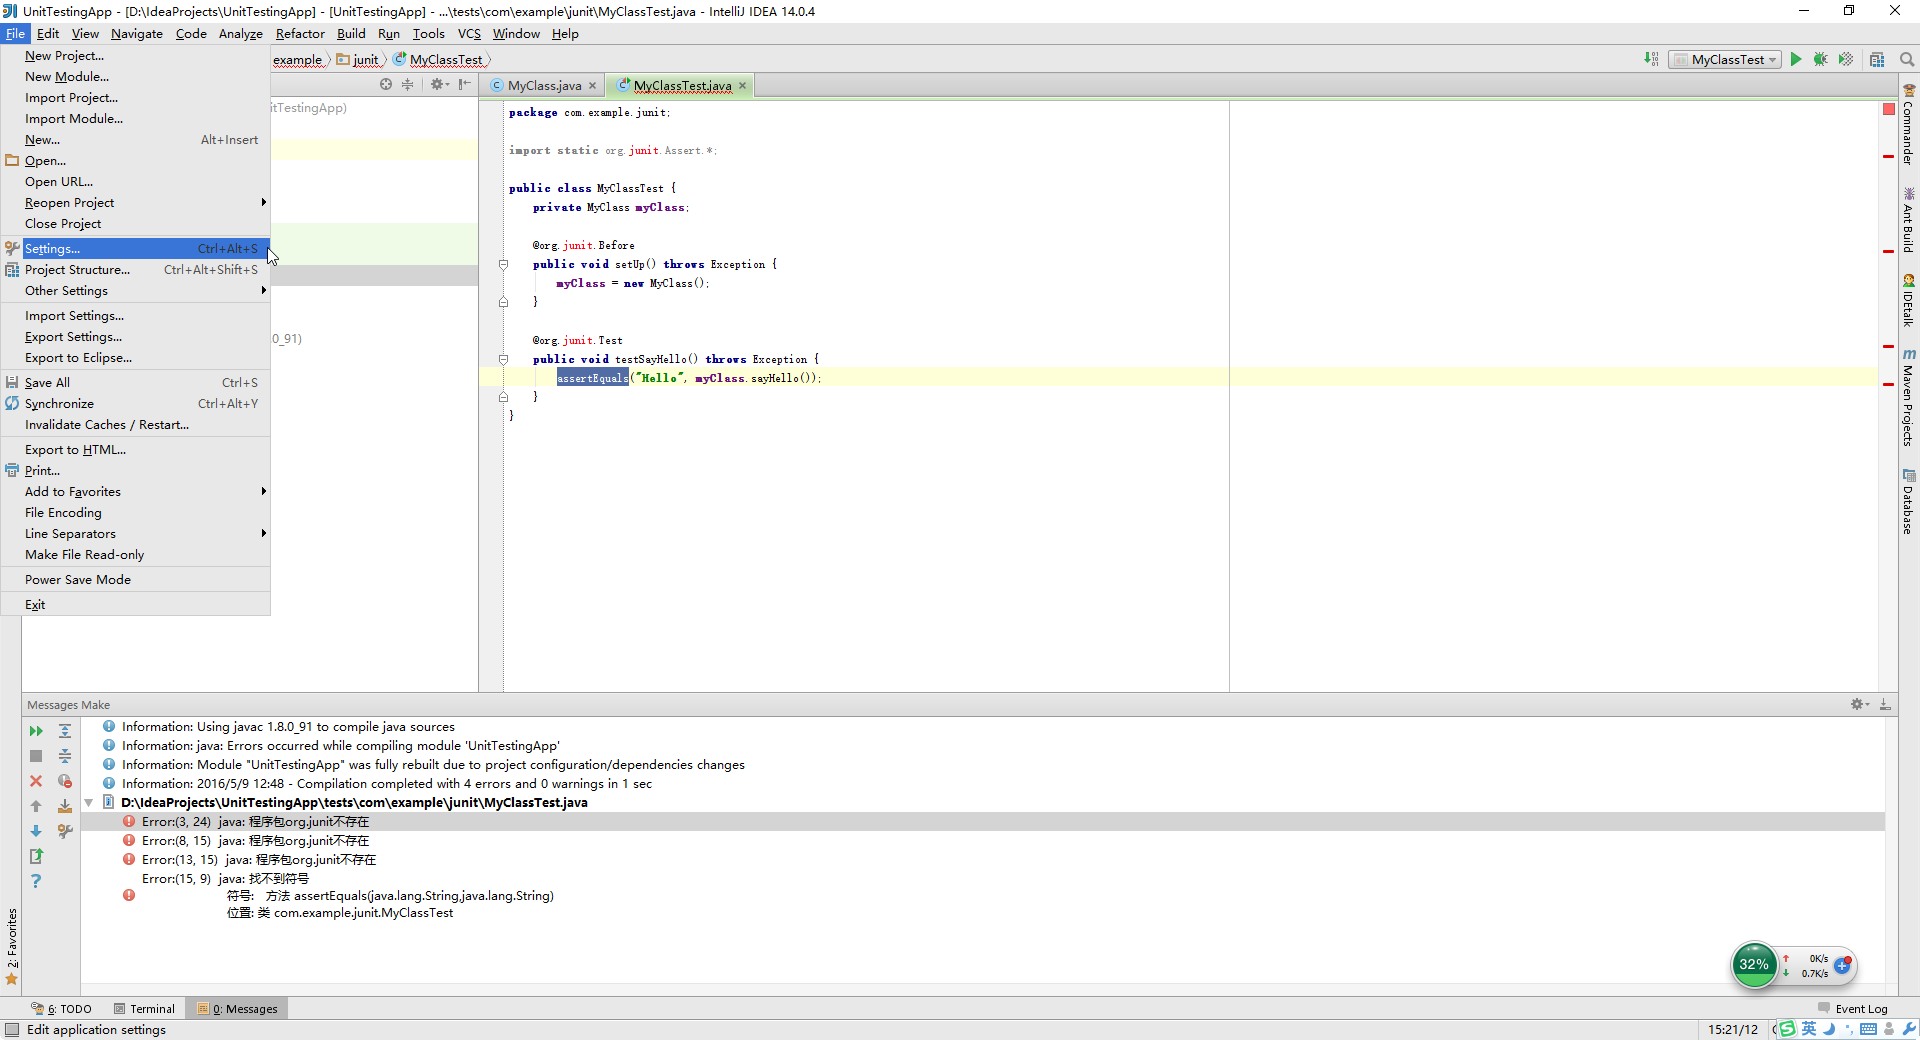 UnitTestingApp - [D:\IdeaProjects\UnitTestingApp] - [UnitTestingApp] - ...\tests\com\example\junit\MyClassTest.java - IntelliJ IDEA 14.0.4
File Edit View Navigate Code Analyze Refactor Build Run Tools VCS Window Help
example junit MyClassTest
MyClassTest
New Project...
New Module...
Import Project...
Import Module...
New... Alt+Insert
Open...
Open URL...
Reopen Project
Close Project
Settings... Ctrl+Alt+S
Project Structure... Ctrl+Alt+Shift+S
Other Settings
Import Settings...
Export Settings...
Export to Eclipse...
Save All Ctrl+S
Synchronize Ctrl+Alt+Y
Invalidate Caches / Restart...
Export to HTML...
Print...
Add to Favorites
File Encoding
Line Separators
Make File Read-only
Power Save Mode
Exit
itTestingApp)
.0_91)
MyClass.java MyClassTest.java
package com.example.junit;
import static org.junit.Assert.*;
public class MyClassTest {
private MyClass myClass;
@org.junit.Before
public void setUp() throws Exception {
myClass = new MyClass();
}
@org.junit.Test
public void testSayHello() throws Exception {
assertEquals("Hello", myClass.sayHello());
}
}
Commander
Ant Build
IDEtalk
Maven Projects
Database
Messages Make
Information: Using javac 1.8.0_91 to compile java sources
Information: java: Errors occurred while compiling module 'UnitTestingApp'
Information: Module "UnitTestingApp" was fully rebuilt due to project configuration/dependencies changes
Information: 2016/5/9 12:48 - Compilation completed with 4 errors and 0 warnings in 1 sec
D:\IdeaProjects\UnitTestingApp\tests\com\example\junit\MyClassTest.java
Error:(3, 24) java: 程序包org.junit不存在
Error:(8, 15) java: 程序包org.junit不存在
Error:(13, 15) java: 程序包org.junit不存在
Error:(15, 9) java: 找不到符号
符号: 方法 assertEquals(java.lang.String,java.lang.String)
位置: 类 com.example.junit.MyClassTest
2: Favorites
32%
0K/s
0.7K/s
6: TODO Terminal 0: Messages Event Log
Edit application settings 15:21/12 英